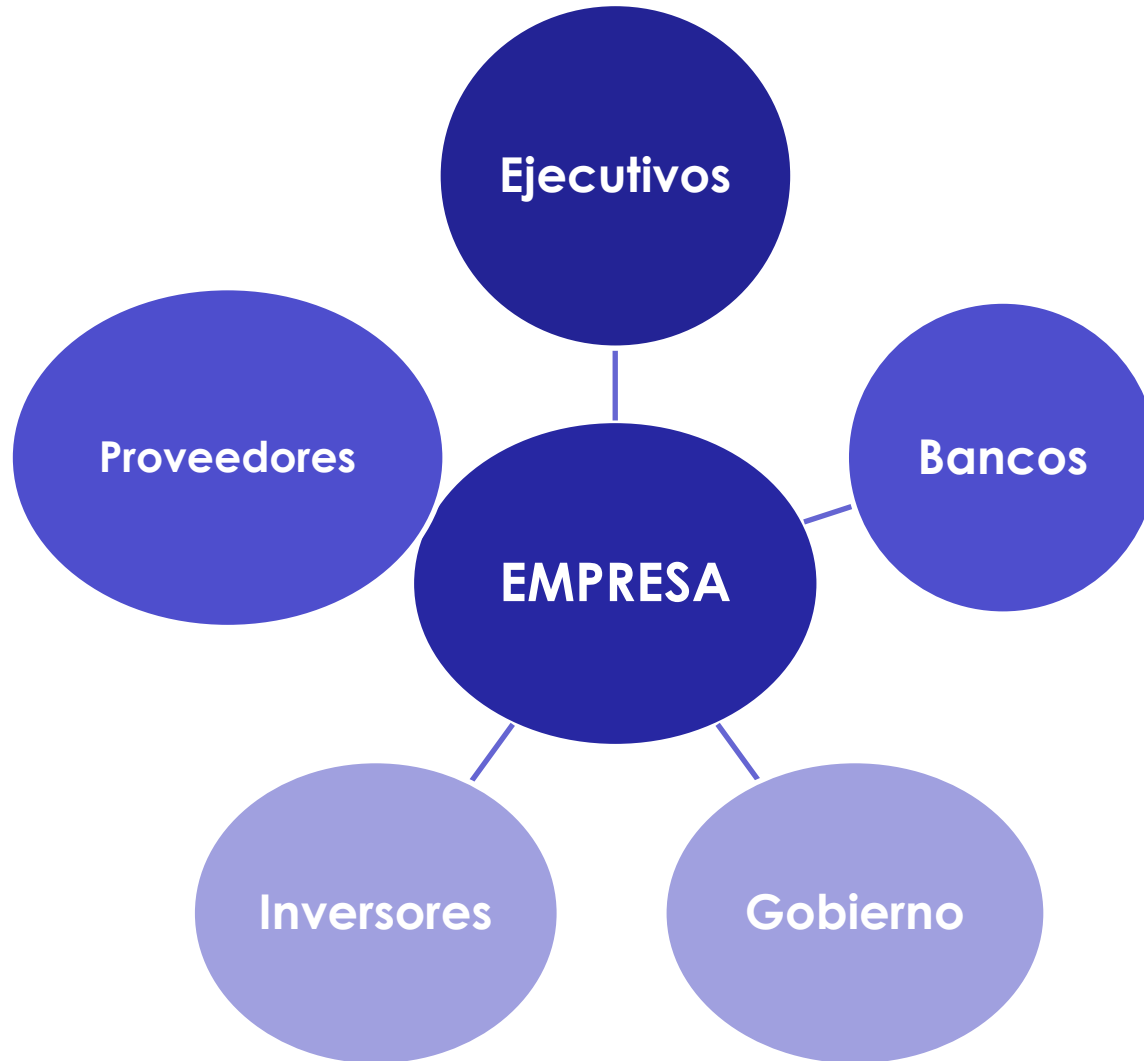 Ejecutivos
Proveedores
Bancos
EMPRESA
Inversores
Gobierno